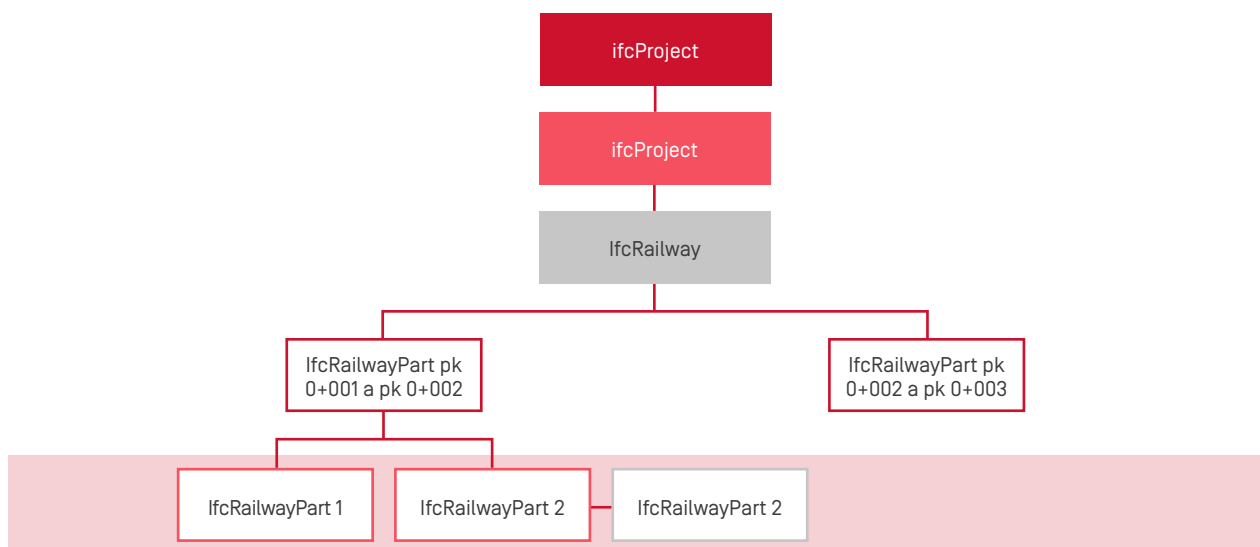 ifcProject
ifcProject
IfcRailway
IfcRailwayPart pk
0+001 a pk 0+002
IfcRailwayPart pk
0+002 a pk 0+003
IfcRailwayPart 1
IfcRailwayPart 2
IfcRailwayPart 2